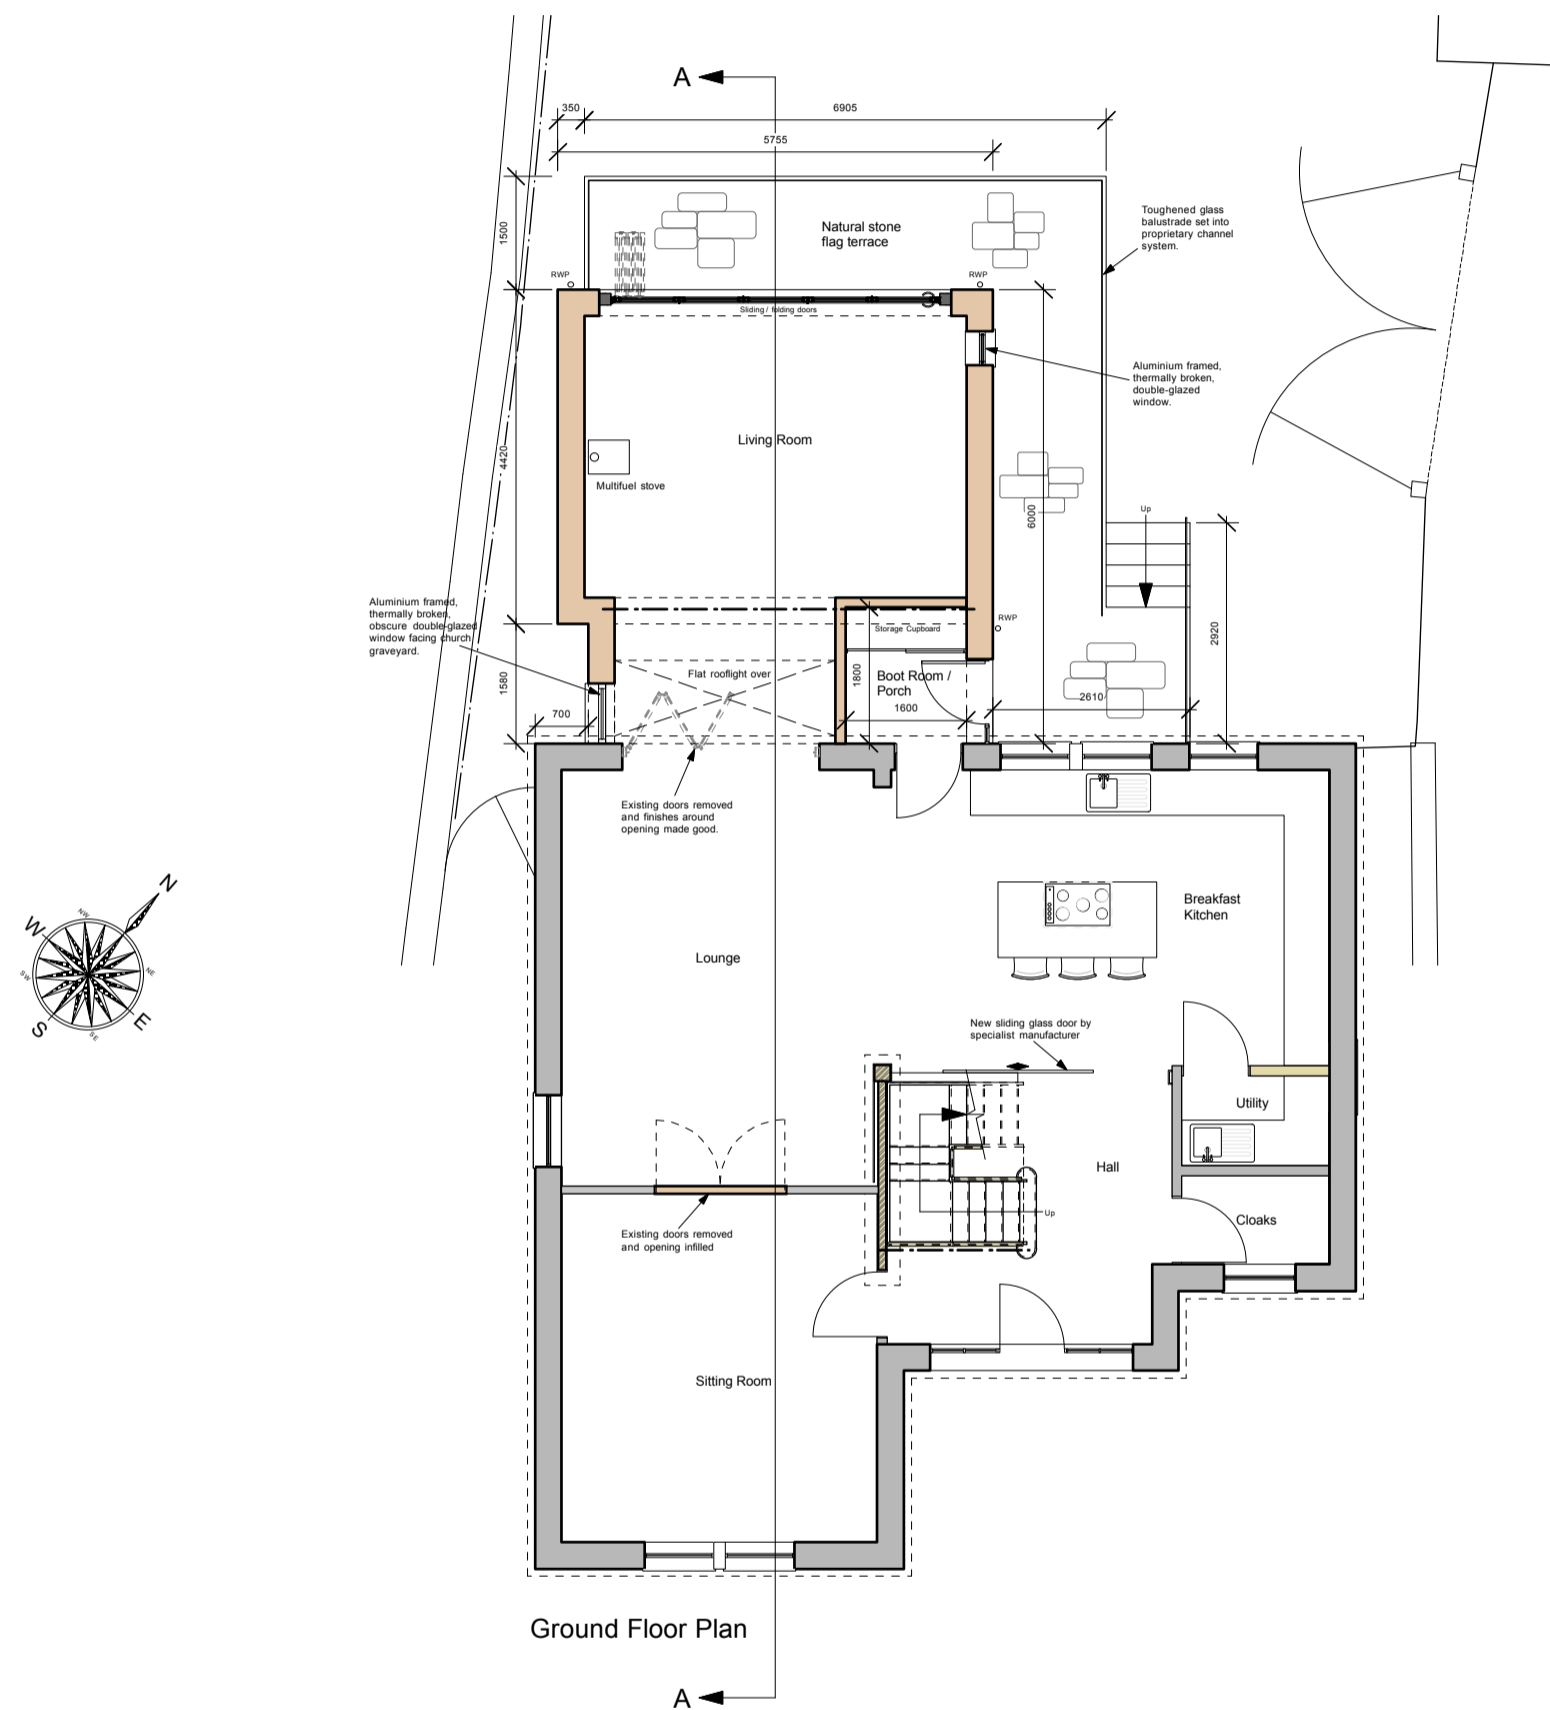 A
350
6905
5755
1500
Natural stone
flag terrace
Toughened glass
balustrade set into
proprietary channel
system.
RWP
RWP
Sliding / folding doors
Aluminium framed,
thermally broken,
double-glazed
window.
Living Room
4420
Multifuel stove
6000
Up
Aluminium framed,
thermally broken,
obscure double-glazed
window facing church
graveyard.
Storage Cupboard
RWP
2920
1580
Flat rooflight over
1800
Boot Room /
Porch
700
1600
2610
Existing doors removed
and finishes around
opening made good.
N
NW
W
NE
SW
E
S
SE
Breakfast
Kitchen
Lounge
New sliding glass door by
specialist manufacturer
Utility
Hall
Up
Cloaks
Existing doors removed
and opening infilled
Sitting Room
Ground Floor Plan
A